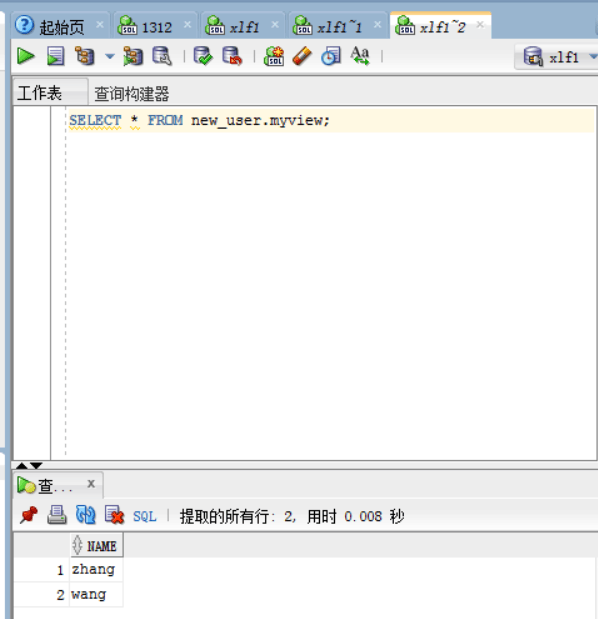 起始页 1312 xlf1 xlf1~1 xlf1~2
xlf1
工作表 查询构建器
SELECT * FROM new_user.myview;
查... x
SQL 提取的所有行: 2, 用时 0.008 秒
NAME
1 zhang
2 wang